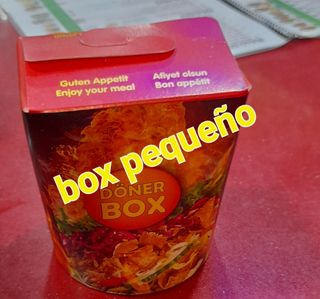 Guten Appetit
Enjoy your meal
Afiyet olsun
Bon appétit
box pequeño
DÖNER
BOX